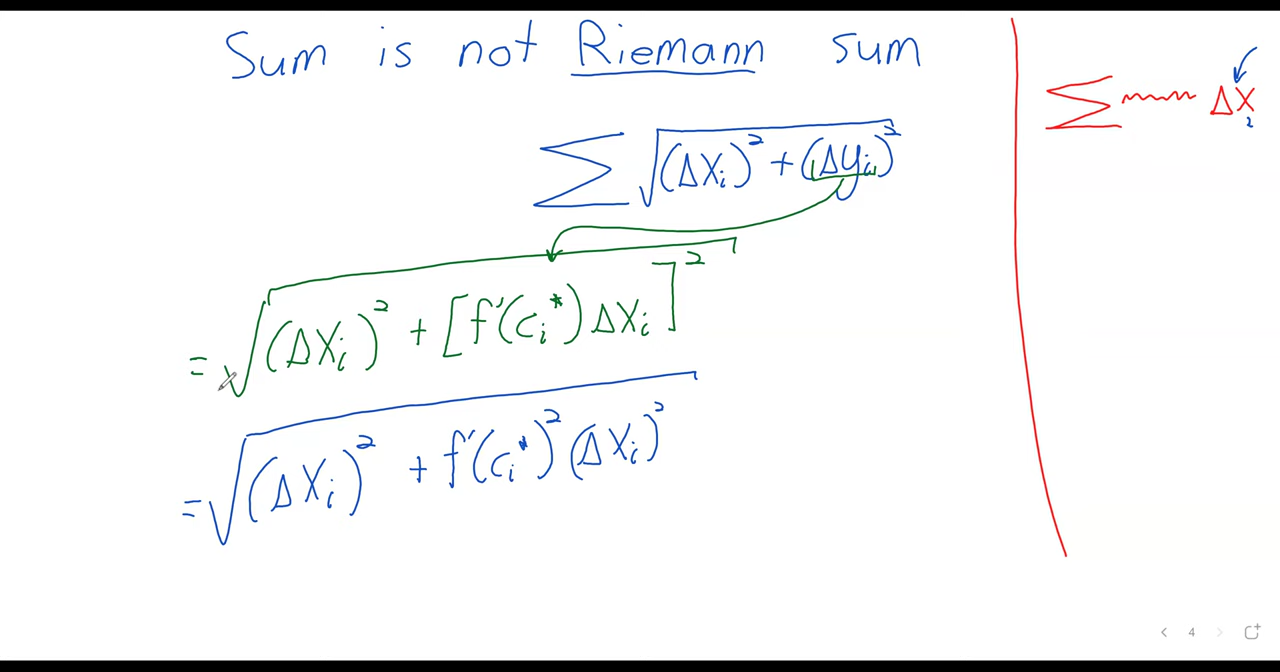 Sum is not Riemann sum
∑ √((ΔXᵢ)² + (Δyᵢ)²)
= √((ΔXᵢ)² + [f'(cᵢ*) ΔXᵢ]²)
= √((ΔXᵢ)² + f'(cᵢ*)² (ΔXᵢ)²)
∑ ΔX
4